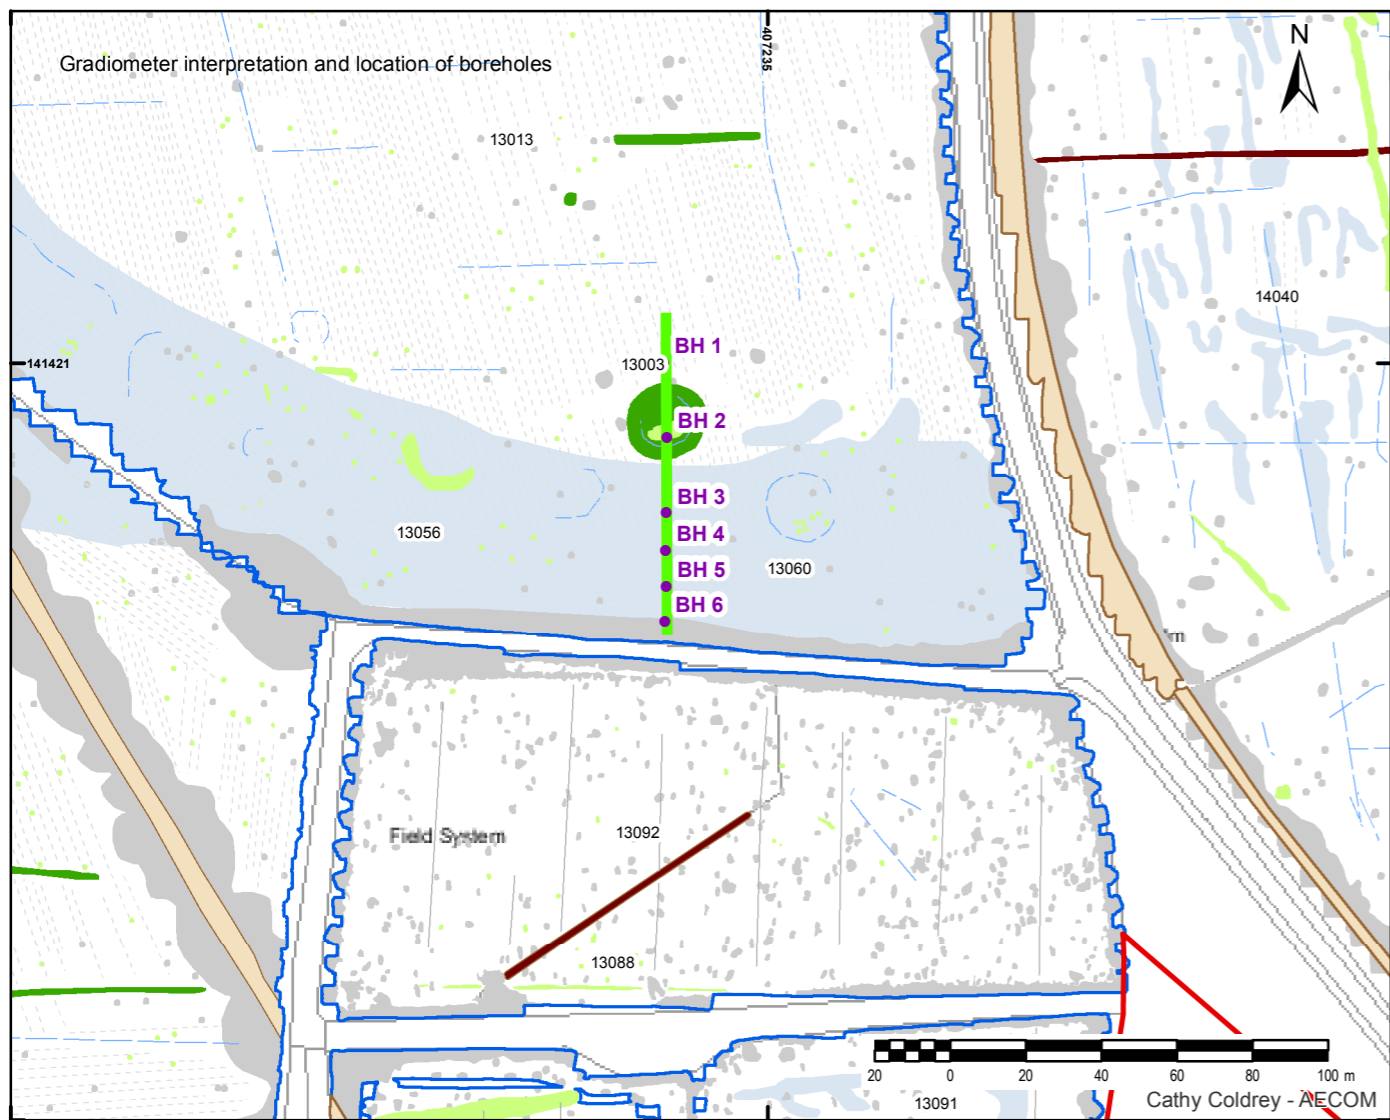 Gradiometer interpretation and location of boreholes
407235
N
13013
14040
141421
BH 1
13003
BH 2
BH 3
13056
BH 4
13060
BH 5
BH 6
Field System
13092
13088
20 0 20 40 60 80 100 m
13091
Cathy Coldrey - AECOM